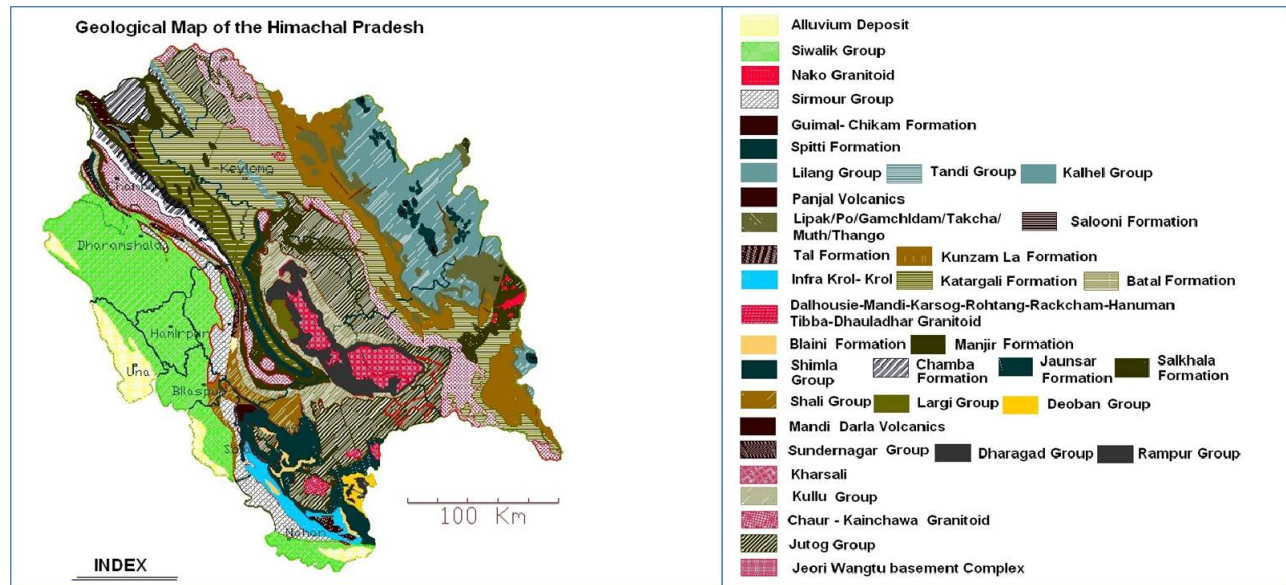 Geological Map of the Himachal Pradesh
Keylong
Dharamshala
Hamirpur
Una
Bilaspur
Nahan
100 Km
INDEX
Alluvium Deposit
Siwalik Group
Nako Granitoid
Sirmour Group
Guimal- Chikam Formation
Spitti Formation
Lilang Group Tandi Group Kalhel Group
Panjal Volcanics
Lipak/Po/Gamchldam/Takcha/ Salooni Formation
Muth/Thango
Tal Formation Kunzam La Formation
Infra Krol- Krol Katargali Formation Batal Formation
Dalhousie-Mandi-Karsog-Rohtang-Rackcham-Hanuman
Tibba-Dhauladhar Granitoid
Blaini Formation Manjir Formation
Shimla Chamba Jaunsar Salkhala
Group Formation Formation Formation
Shali Group Largi Group Deoban Group
Mandi Darla Volcanics
Sundernagar Group Dharagad Group Rampur Group
Kharsali
Kullu Group
Chaur - Kainchawa Granitoid
Jutog Group
Jeori Wangtu basement Complex